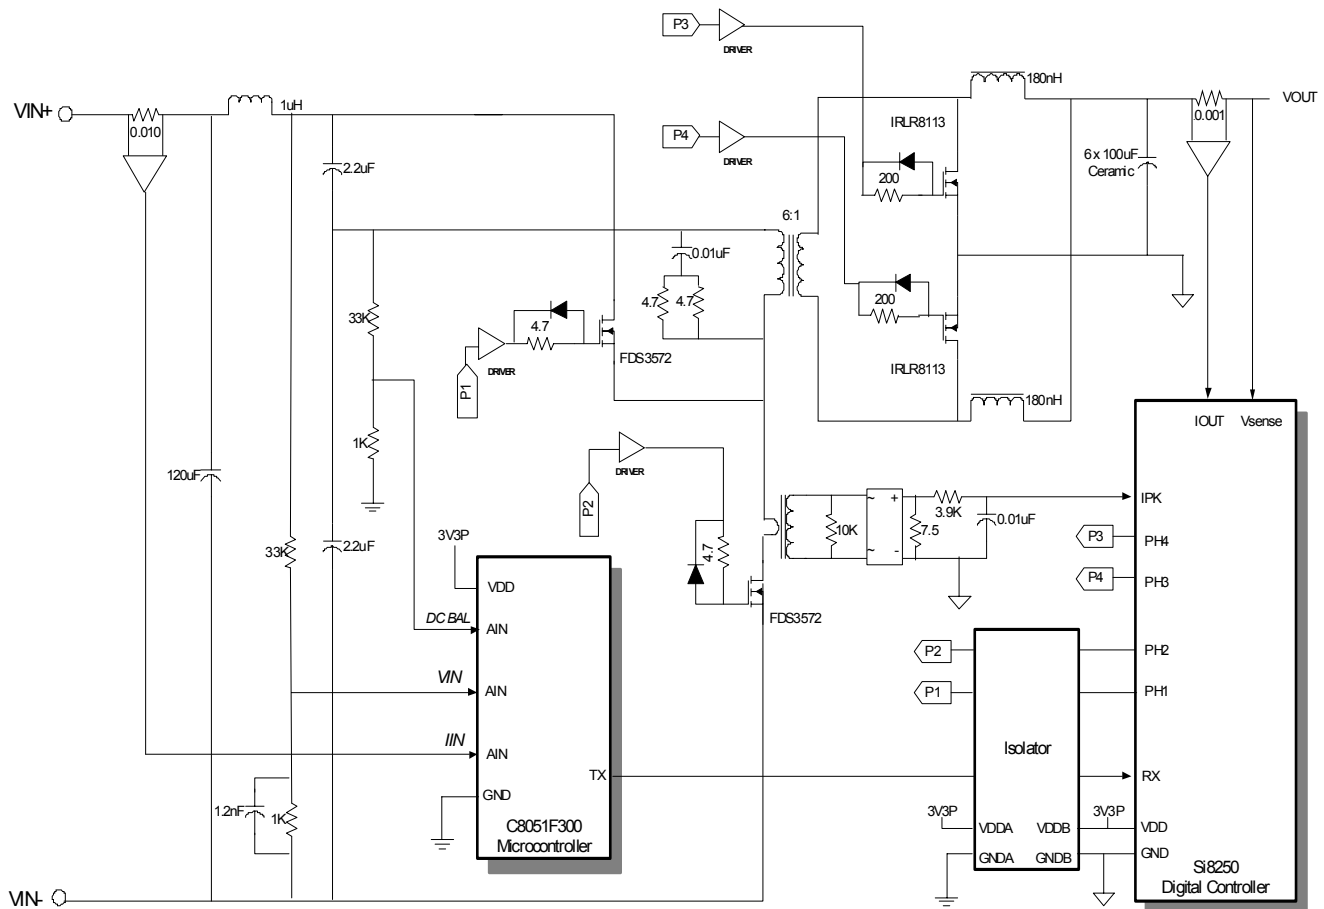 P3
DRIVER
180nH
VIN+
1uH
VOUT
0.010
0.001
P4
IRLR8113
DRIVER
6 x 100uF
Ceramic
2.2uF
200
6:1
0.01uF
4.7
4.7
200
33K
4.7
P1
DRIVER
FDS3572
IRLR8113
180nH
IOUT
Vsense
1K
120uF
P2
DRIVER
IPK
3.9K
10K
7.5
0.01uF
3V3P
33K
2.2uF
4.7
P3
PH4
P4
PH3
VDD
FDS3572
DC BAL
AIN
P2
PH2
VIN
AIN
P1
PH1
IIN
AIN
Isolator
TX
RX
GND
1.2nF
1K
C8051F300
Microcontroller
3V3P
3V3P
VDDA
VDDB
VDD
GNDA
GNDB
GND
Si8250
Digital Controller
VIN-